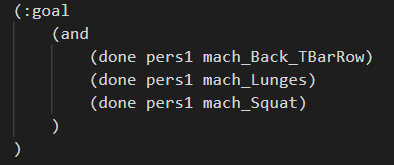 (:goal
(and
(done pers1 mach_Back_TBarRow)
(done pers1 mach_Lunges)
(done pers1 mach_Squat)
)
)